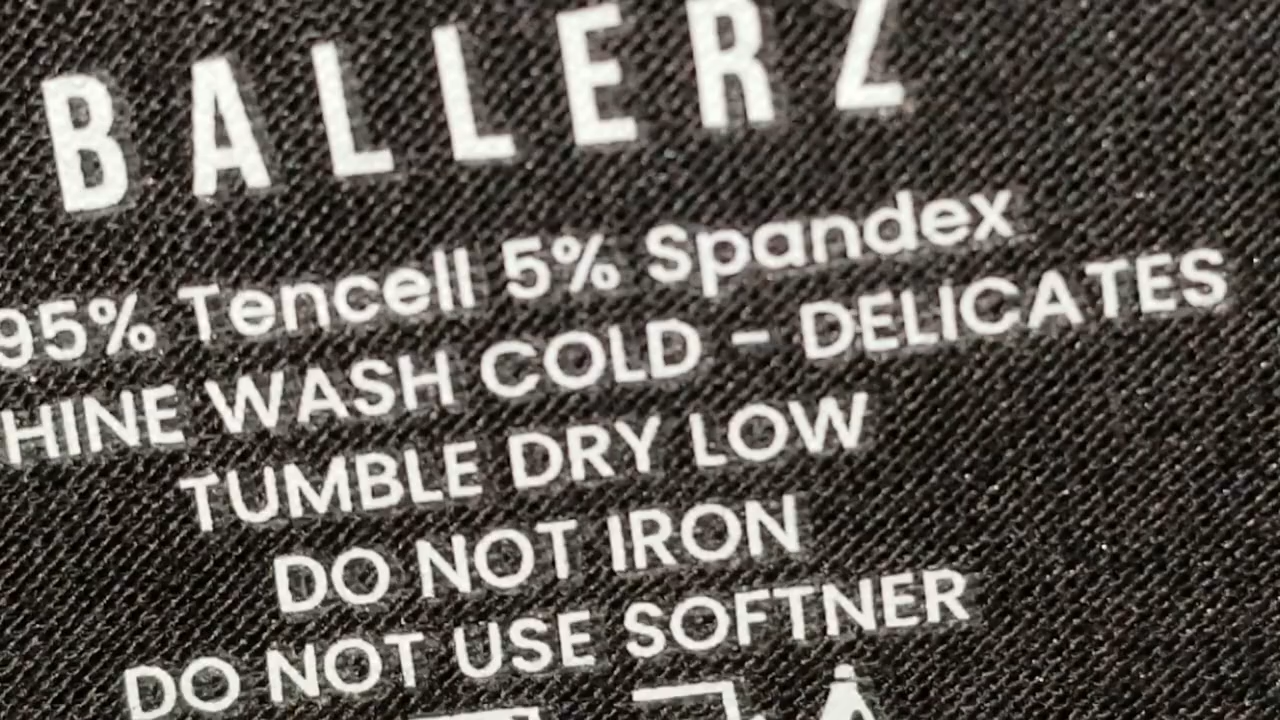 BALLERZ
95% Tencell 5% Spandex
HINE WASH COLD - DELICATES
TUMBLE DRY LOW
DO NOT IRON
DO NOT USE SOFTNER